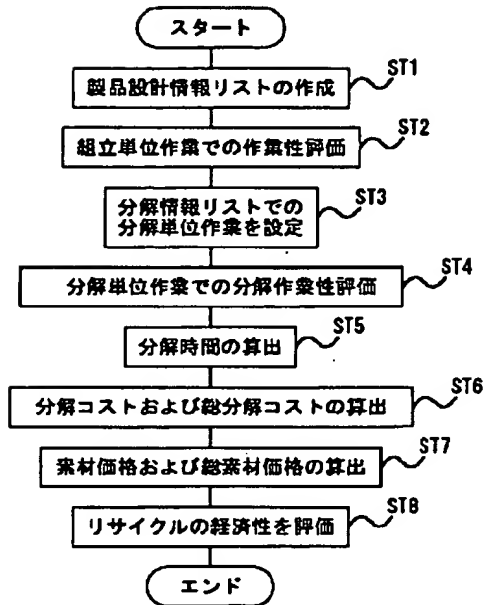 スタート
製品設計情報リストの作成
ST1
組立単位作業での作業性評価
ST2
分解情報リストでの
分解単位作業を設定
ST3
分解単位作業での分解作業性評価
ST4
分解時間の算出
ST5
分解コストおよび総分解コストの算出
ST6
素材価格および総素材価格の算出
ST7
リサイクルの経済性を評価
ST8
エンド